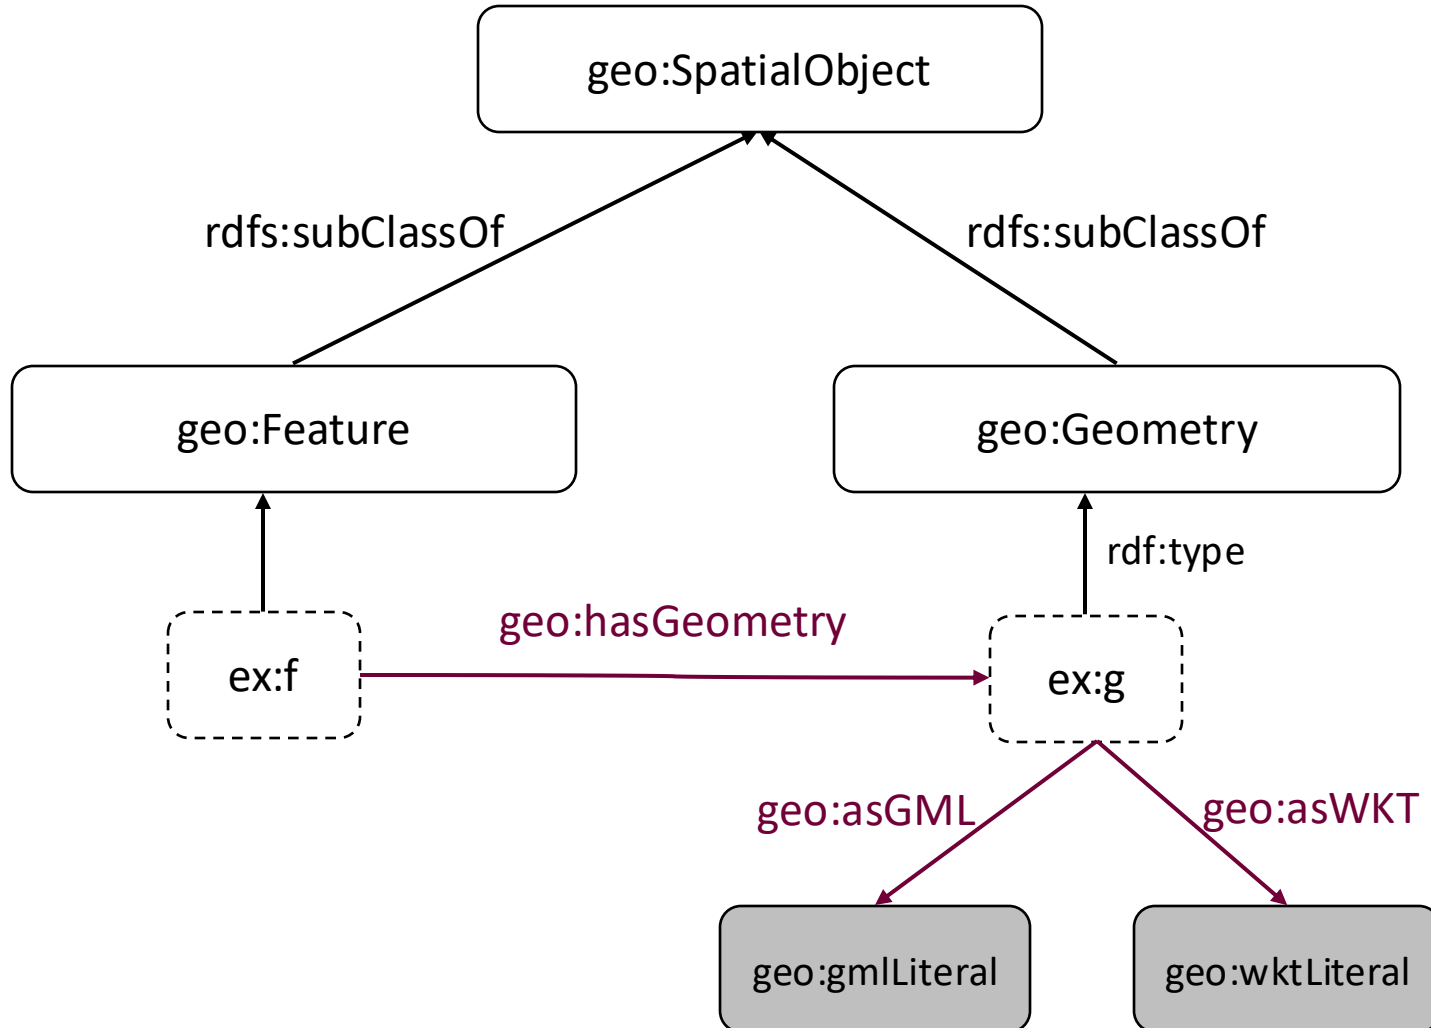 geo:SpatialObject
rdfs:subClassOf
rdfs:subClassOf
geo:Feature
geo:Geometry
rdf:type
geo:hasGeometry
ex:f
ex:g
geo:asGML
geo:asWKT
geo:gmlLiteral
geo:wktLiteral